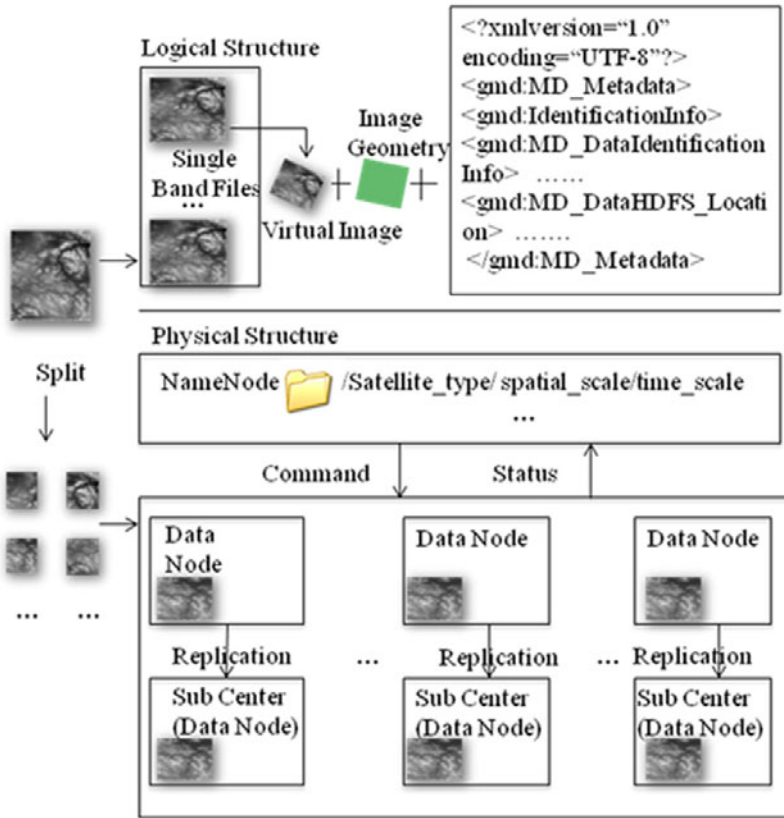 Logical Structure
Single
Band Files
...
Virtual Image
Image
Geometry
<?xmlversion=“1.0”
encoding=“UTF-8”?>
<gmd:MD_Metadata>
<gmd:IdentificationInfo>
<gmd:MD_DataIdentification
Info> ......
<gmd:MD_DataHDFS_Locati
on> .......
</gmd:MD_Metadata>
Split
... ...
Physical Structure
NameNode /Satellite_type/ spatial_scale/time_scale
...
Command Status
Data
Node
Data Node
Data Node
Replication ... Replication ... Replication
Sub Center
(Data Node)
Sub Center
(Data Node)
Sub Center
(Data Node)